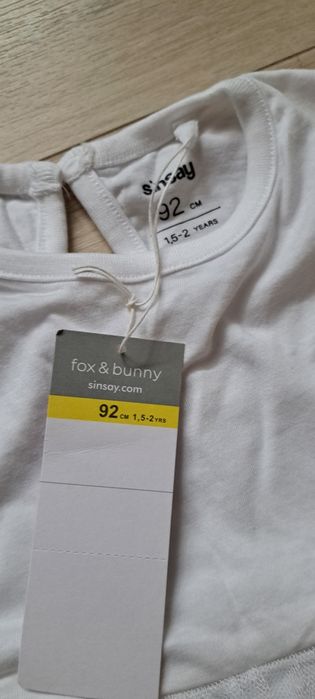 sinsay
92 CM
1,5-2 YEARS
fox & bunny
sinsay.com
92 CM 1,5-2 YRS